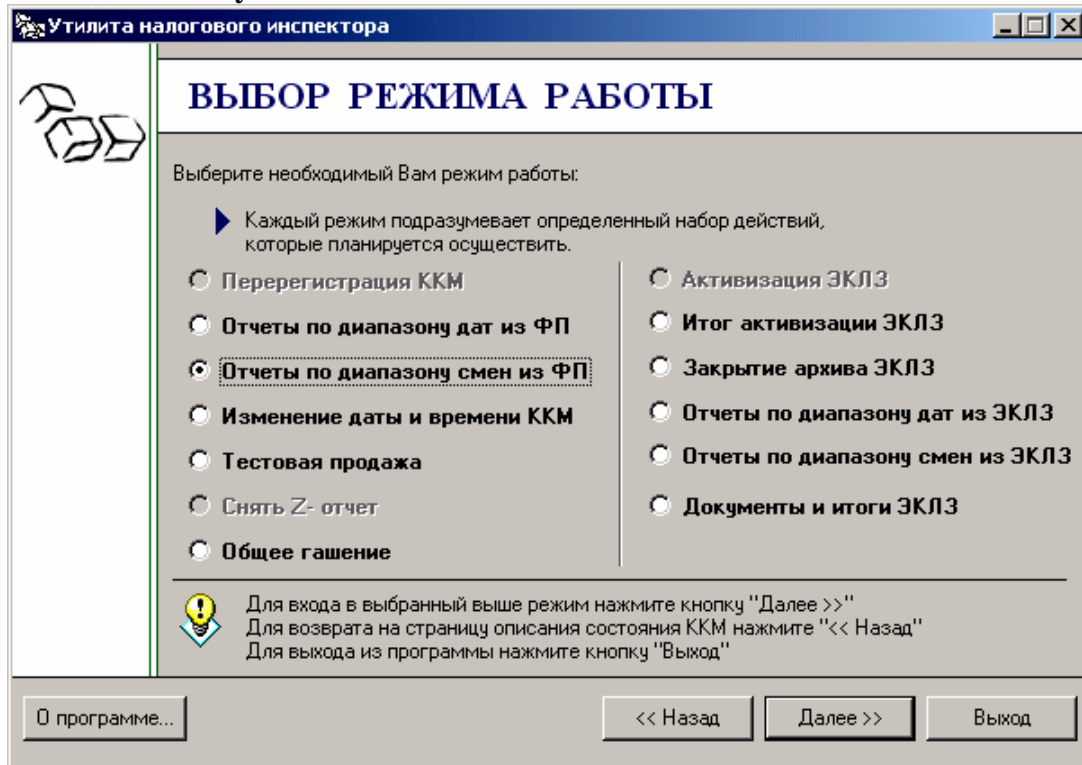 Утилита налогового инспектора
ВЫБОР РЕЖИМА РАБОТЫ
Выберите необходимый Вам режим работы:
Каждый режим подразумевает определенный набор действий,
которые планируется осуществить.
Перерегистрация ККМ
Отчеты по диапазону дат из ФП
Отчеты по диапазону смен из ФП
Изменение даты и времени ККМ
Тестовая продажа
Снять Z- отчет
Общее гашение
Активизация ЭКЛЗ
Итог активизации ЭКЛЗ
Закрытие архива ЭКЛЗ
Отчеты по диапазону дат из ЭКЛЗ
Отчеты по диапазону смен из ЭКЛЗ
Документы и итоги ЭКЛЗ
Для входа в выбранный выше режим нажмите кнопку "Далее >>"
Для возврата на страницу описания состояния ККМ нажмите "<< Назад"
Для выхода из программы нажмите кнопку "Выход"
О программе...
<< Назад
Далее >>
Выход